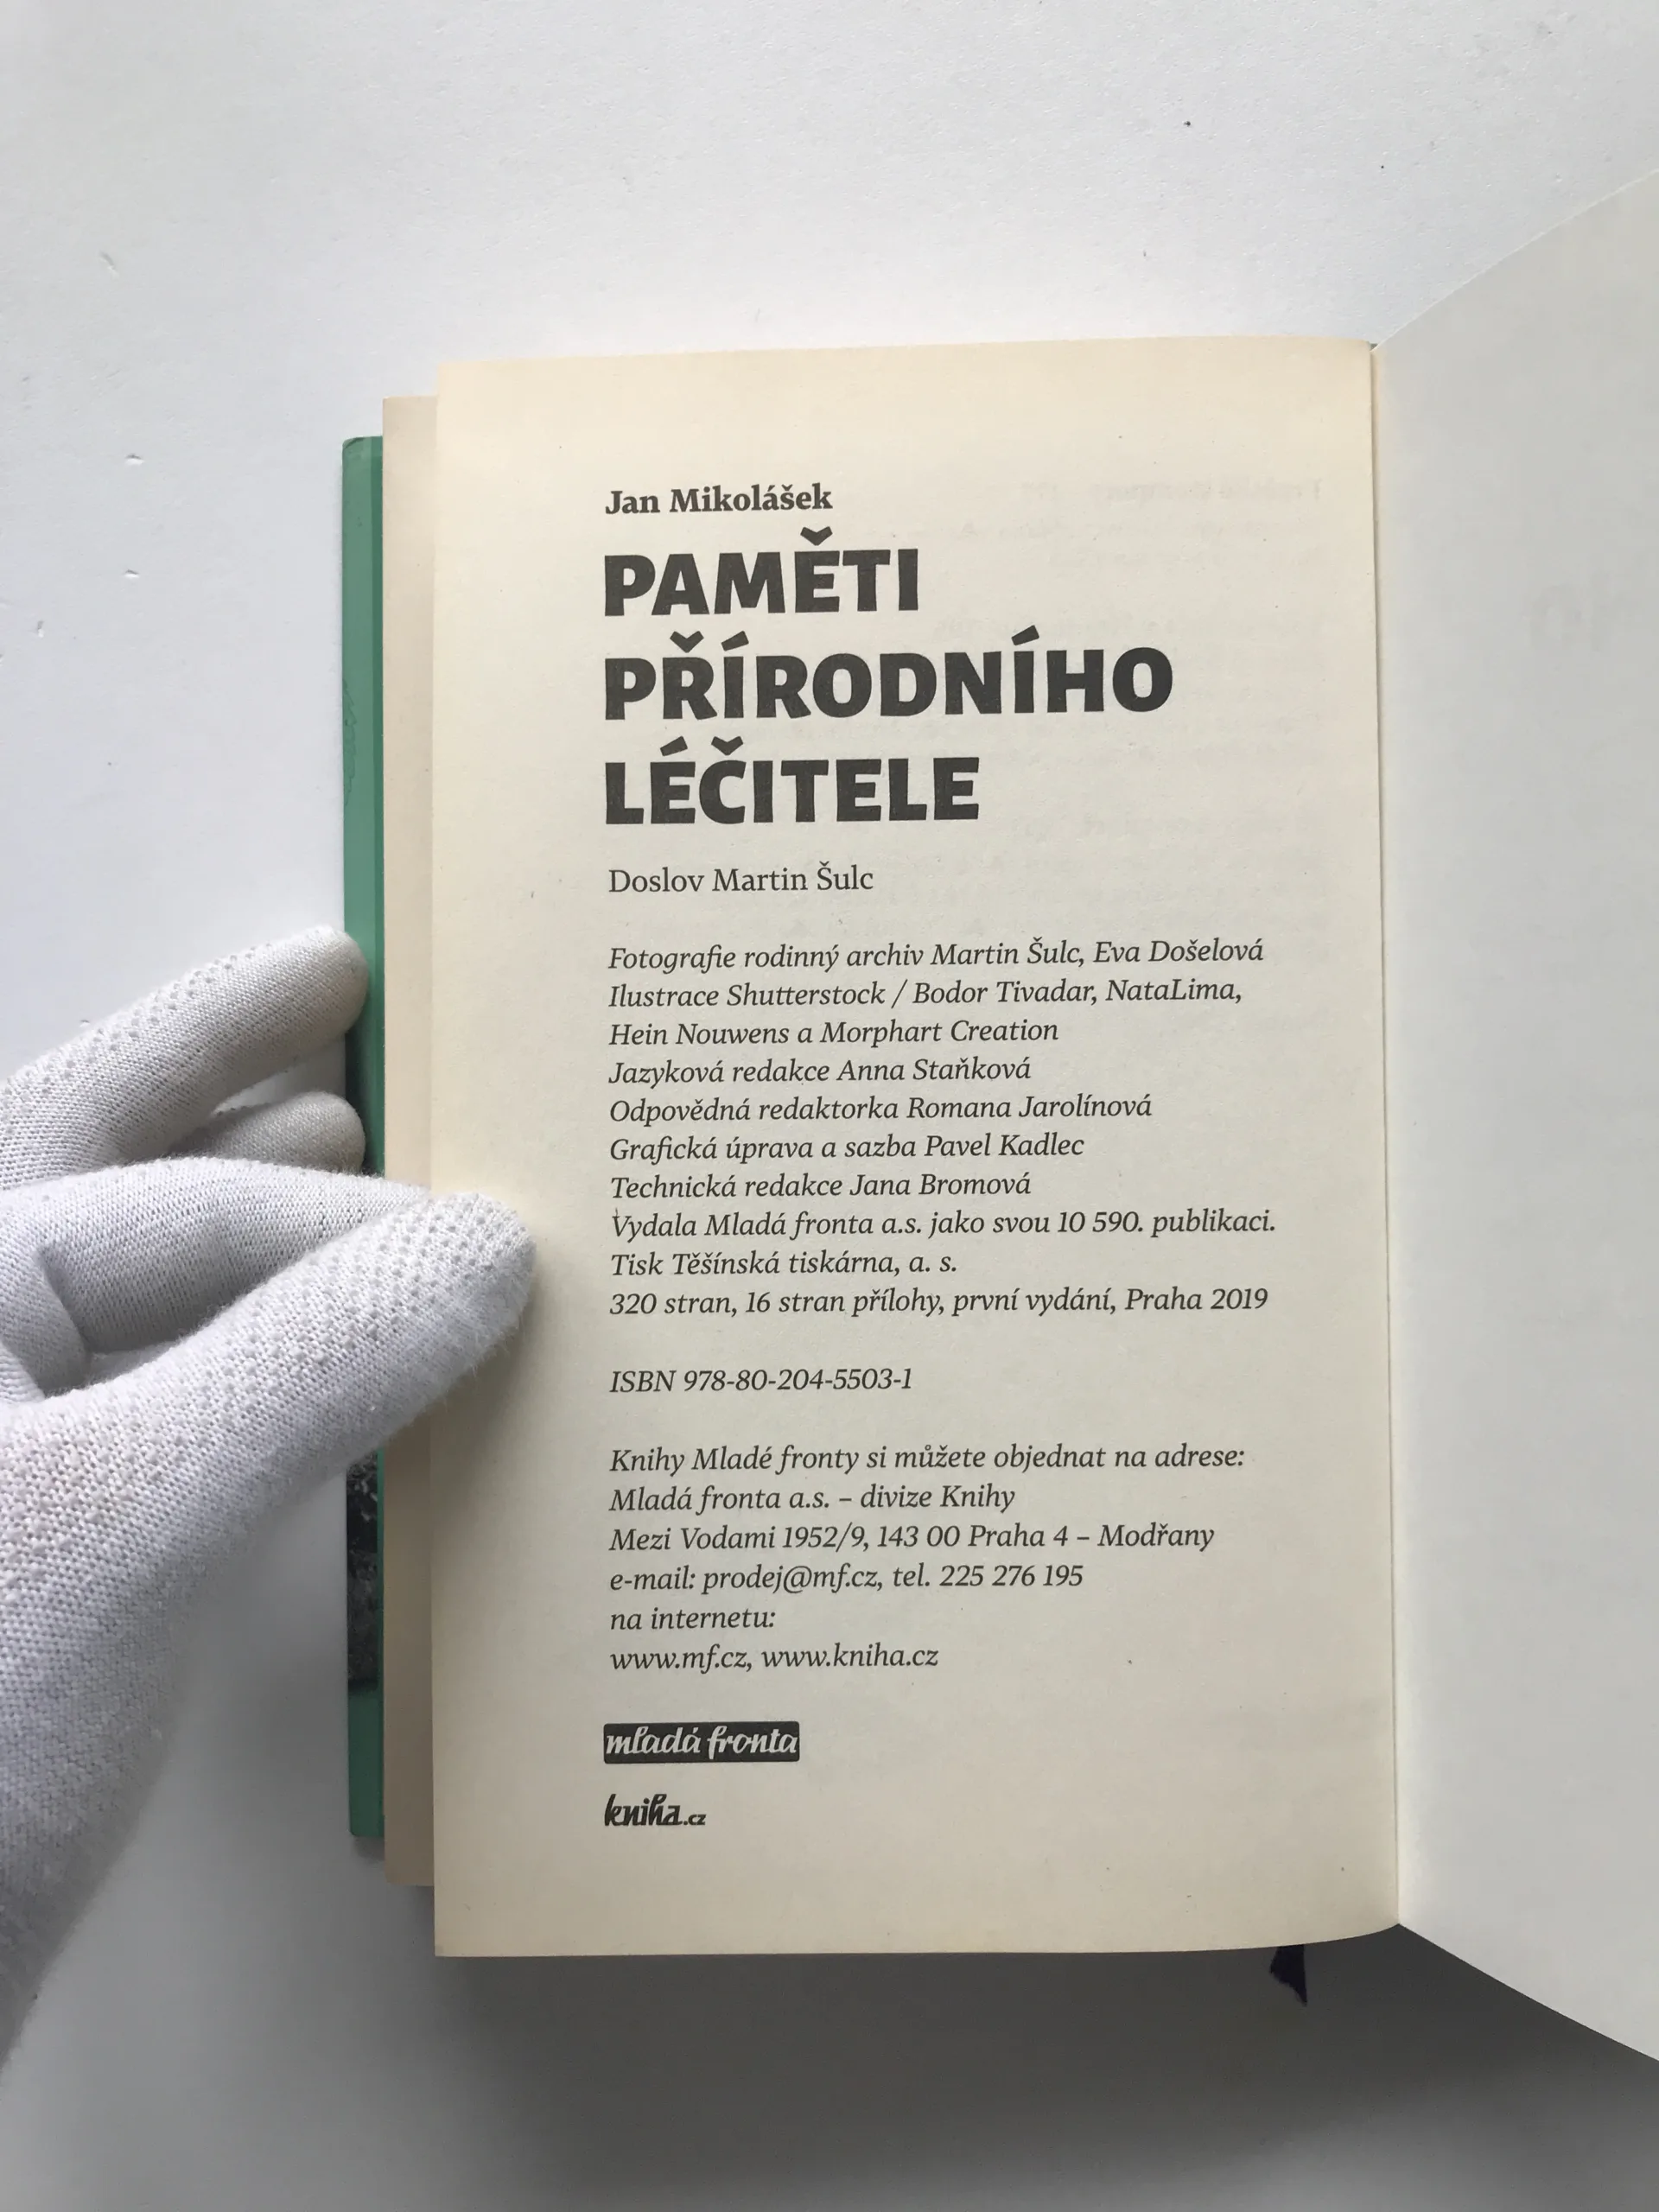 Jan Mikolášek
PAMĚTI
PŘÍRODNÍHO
LÉČITELE
Doslov Martin Šulc
Fotografie rodinný archiv Martin Šulc, Eva Došelová
Ilustrace Shutterstock / Bodor Tivadar, NataLima,
Hein Nouwens a Morphart Creation
Jazyková redakce Anna Staňková
Odpovědná redaktorka Romana Jarolínová
Grafická úprava a sazba Pavel Kadlec
Technická redakce Jana Bromová
Vydala Mladá fronta a.s. jako svou 10 590. publikaci.
Tisk Těšínská tiskárna, a. s.
320 stran, 16 stran přílohy, první vydání, Praha 2019
ISBN 978-80-204-5503-1
Knihy Mladé fronty si můžete objednat na adrese:
Mladá fronta a.s. – divize Knihy
Mezi Vodami 1952/9, 143 00 Praha 4 – Modřany
e-mail: prodej@mf.cz, tel. 225 276 195
na internetu:
www.mf.cz, www.kniha.cz
mladá fronta
kniha.cz